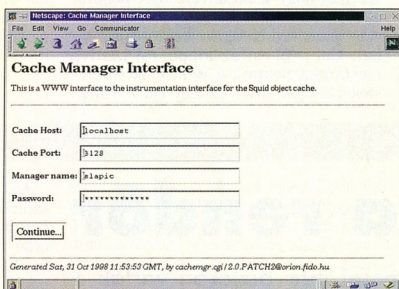 Netscape: Cache Manager Interface
File Edit View Go Communicator Help
Cache Manager Interface
This is a WWW interface to the instrumentation interface for the Squid object cache.
Cache Host: localhost
Cache Port: 3128
Manager name: slapic
Password: *************
Continue...
Generated Sat, 31 Oct 1998 11:53:53 GMT, by cachemgr.cgi/2.0.PATCH2@orion.fido.hu